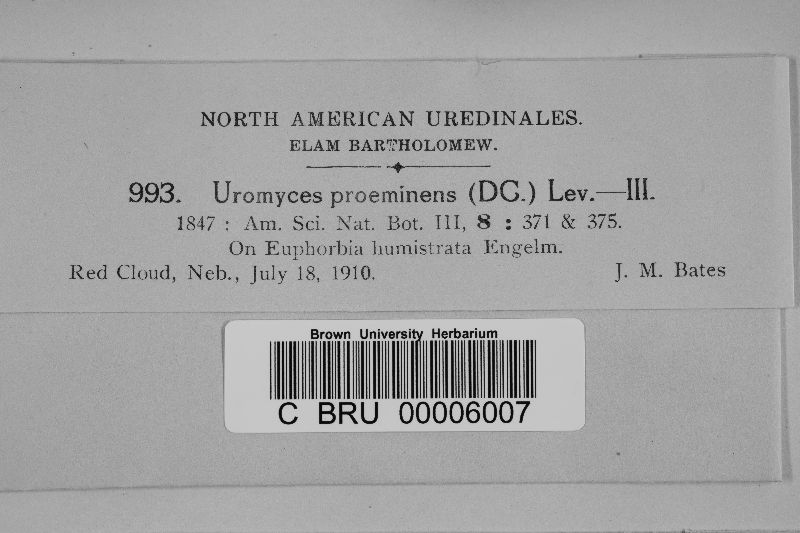 NORTH AMERICAN UREDINALES.
ELAM BARTHOLOMEW.
993. Uromyces proeminens (DC.) Lev.—III.
1847 : Am. Sci. Nat. Bot. III, 8 : 371 & 375.
On Euphorbia humistrata Engelm.
Red Cloud, Neb., July 18, 1910. J. M. Bates
Brown University Herbarium
C BRU 00006007